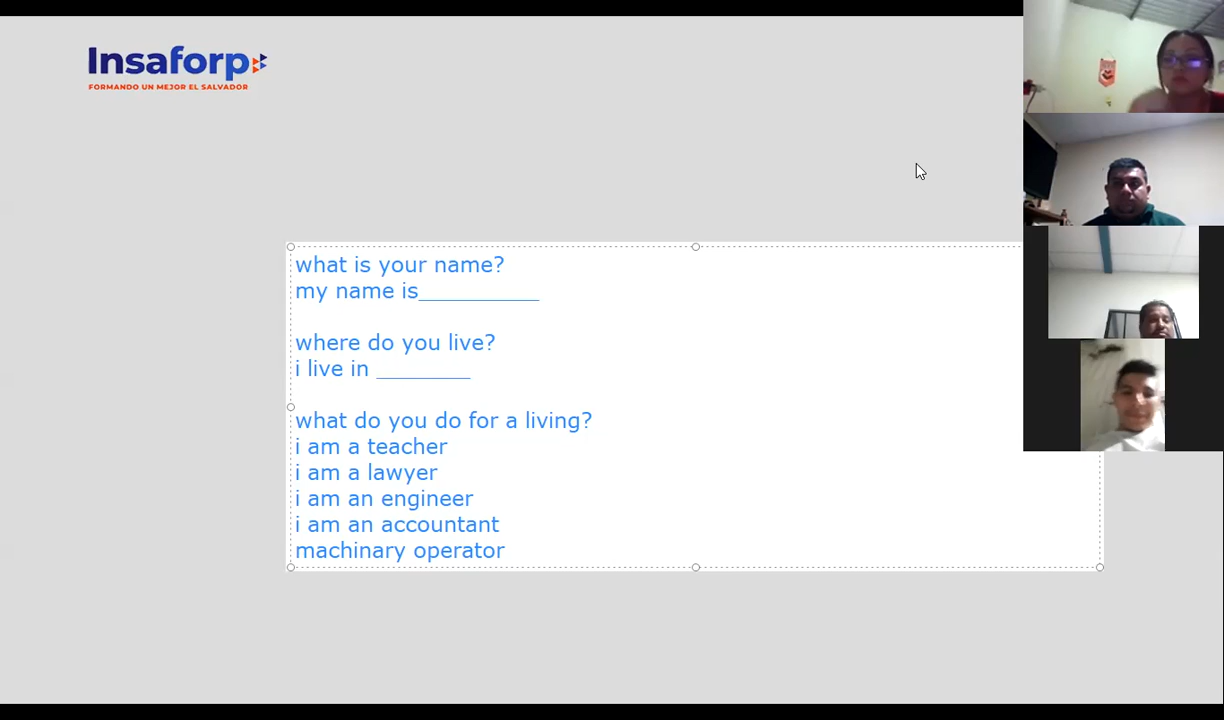 Insaforp
FORMANDO UN MEJOR EL SALVADOR
what is your name?
my name is__________
where do you live?
i live in ________
what do you do for a living?
i am a teacher
i am a lawyer
i am an engineer
i am an accountant
machinary operator